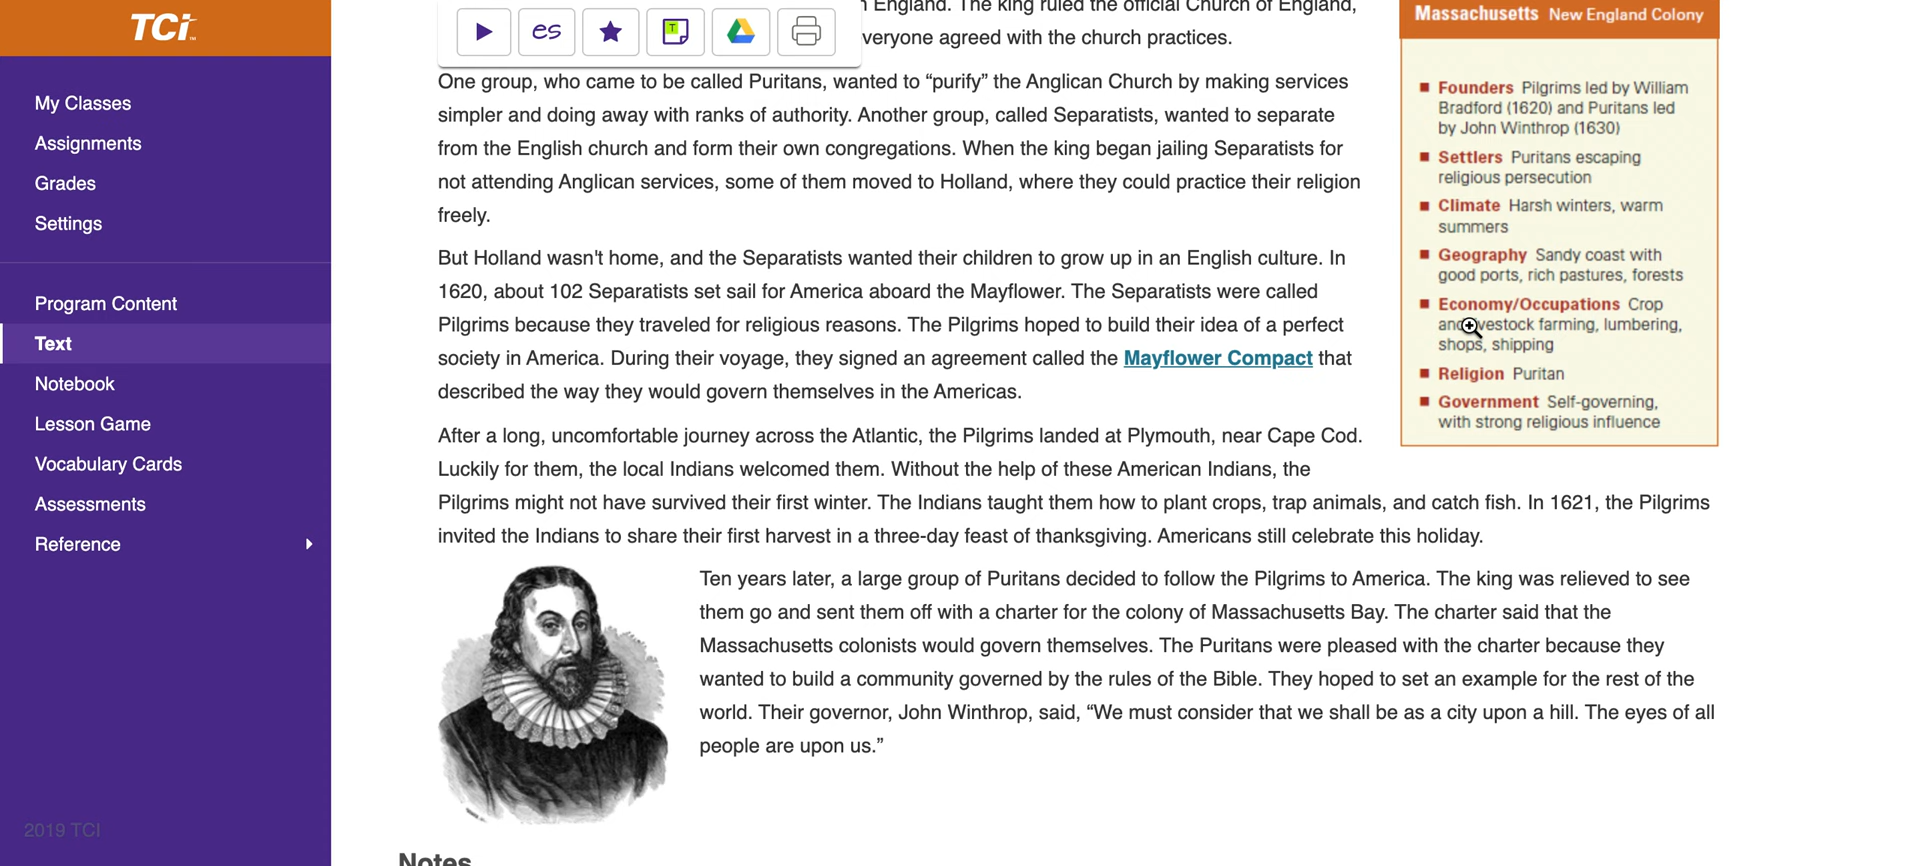 TCi
My Classes
Assignments
Grades
Settings
Program Content
Text
Notebook
Lesson Game
Vocabulary Cards
Assessments
Reference
2019 TCI
es
T
England. The king ruled the official Church of England,
veryone agreed with the church practices.
One group, who came to be called Puritans, wanted to “purify” the Anglican Church by making services
simpler and doing away with ranks of authority. Another group, called Separatists, wanted to separate
from the English church and form their own congregations. When the king began jailing Separatists for
not attending Anglican services, some of them moved to Holland, where they could practice their religion
freely.
But Holland wasn't home, and the Separatists wanted their children to grow up in an English culture. In
1620, about 102 Separatists set sail for America aboard the Mayflower. The Separatists were called
Pilgrims because they traveled for religious reasons. The Pilgrims hoped to build their idea of a perfect
society in America. During their voyage, they signed an agreement called the Mayflower Compact that
described the way they would govern themselves in the Americas.
After a long, uncomfortable journey across the Atlantic, the Pilgrims landed at Plymouth, near Cape Cod.
Luckily for them, the local Indians welcomed them. Without the help of these American Indians, the
Pilgrims might not have survived their first winter. The Indians taught them how to plant crops, trap animals, and catch fish. In 1621, the Pilgrims
invited the Indians to share their first harvest in a three-day feast of thanksgiving. Americans still celebrate this holiday.
Ten years later, a large group of Puritans decided to follow the Pilgrims to America. The king was relieved to see
them go and sent them off with a charter for the colony of Massachusetts Bay. The charter said that the
Massachusetts colonists would govern themselves. The Puritans were pleased with the charter because they
wanted to build a community governed by the rules of the Bible. They hoped to set an example for the rest of the
world. Their governor, John Winthrop, said, “We must consider that we shall be as a city upon a hill. The eyes of all
people are upon us.”
Notes
Massachusetts New England Colony
Founders Pilgrims led by William
Bradford (1620) and Puritans led
by John Winthrop (1630)
Settlers Puritans escaping
religious persecution
Climate Harsh winters, warm
summers
Geography Sandy coast with
good ports, rich pastures, forests
Economy/Occupations Crop
and farming, lumbering,
shops, shipping
Religion Puritan
Government Self-governing,
with strong religious influence